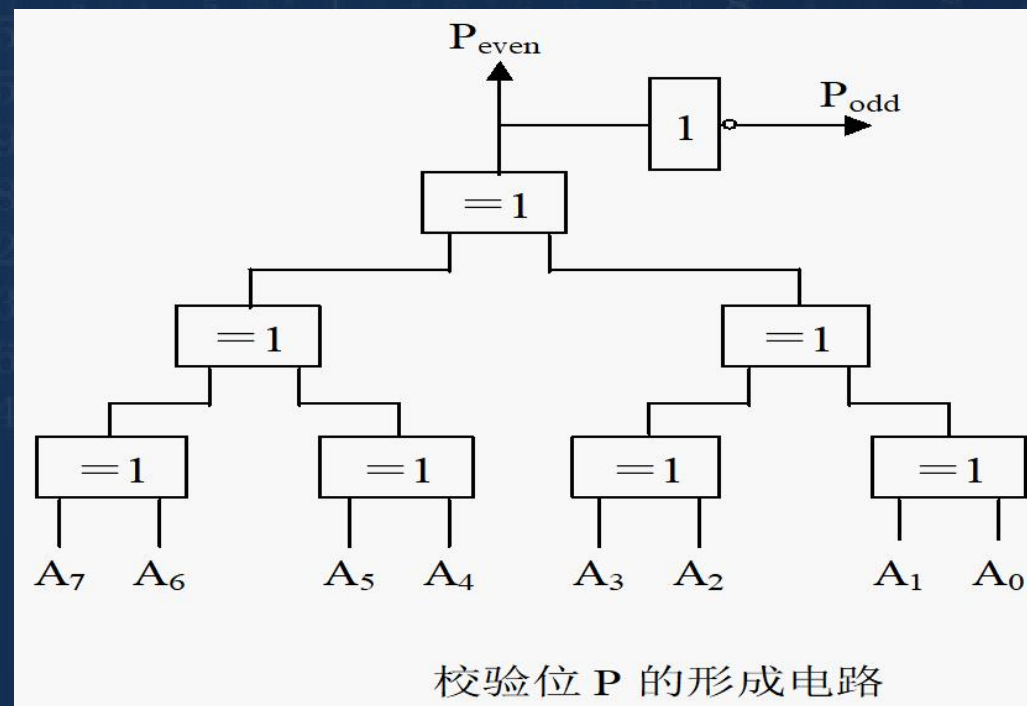 P_even
1
P_odd
=1
=1 =1
=1 =1 =1 =1
A₇ A₆ A₅ A₄ A₃ A₂ A₁ A₀
校验位 P 的形成电路